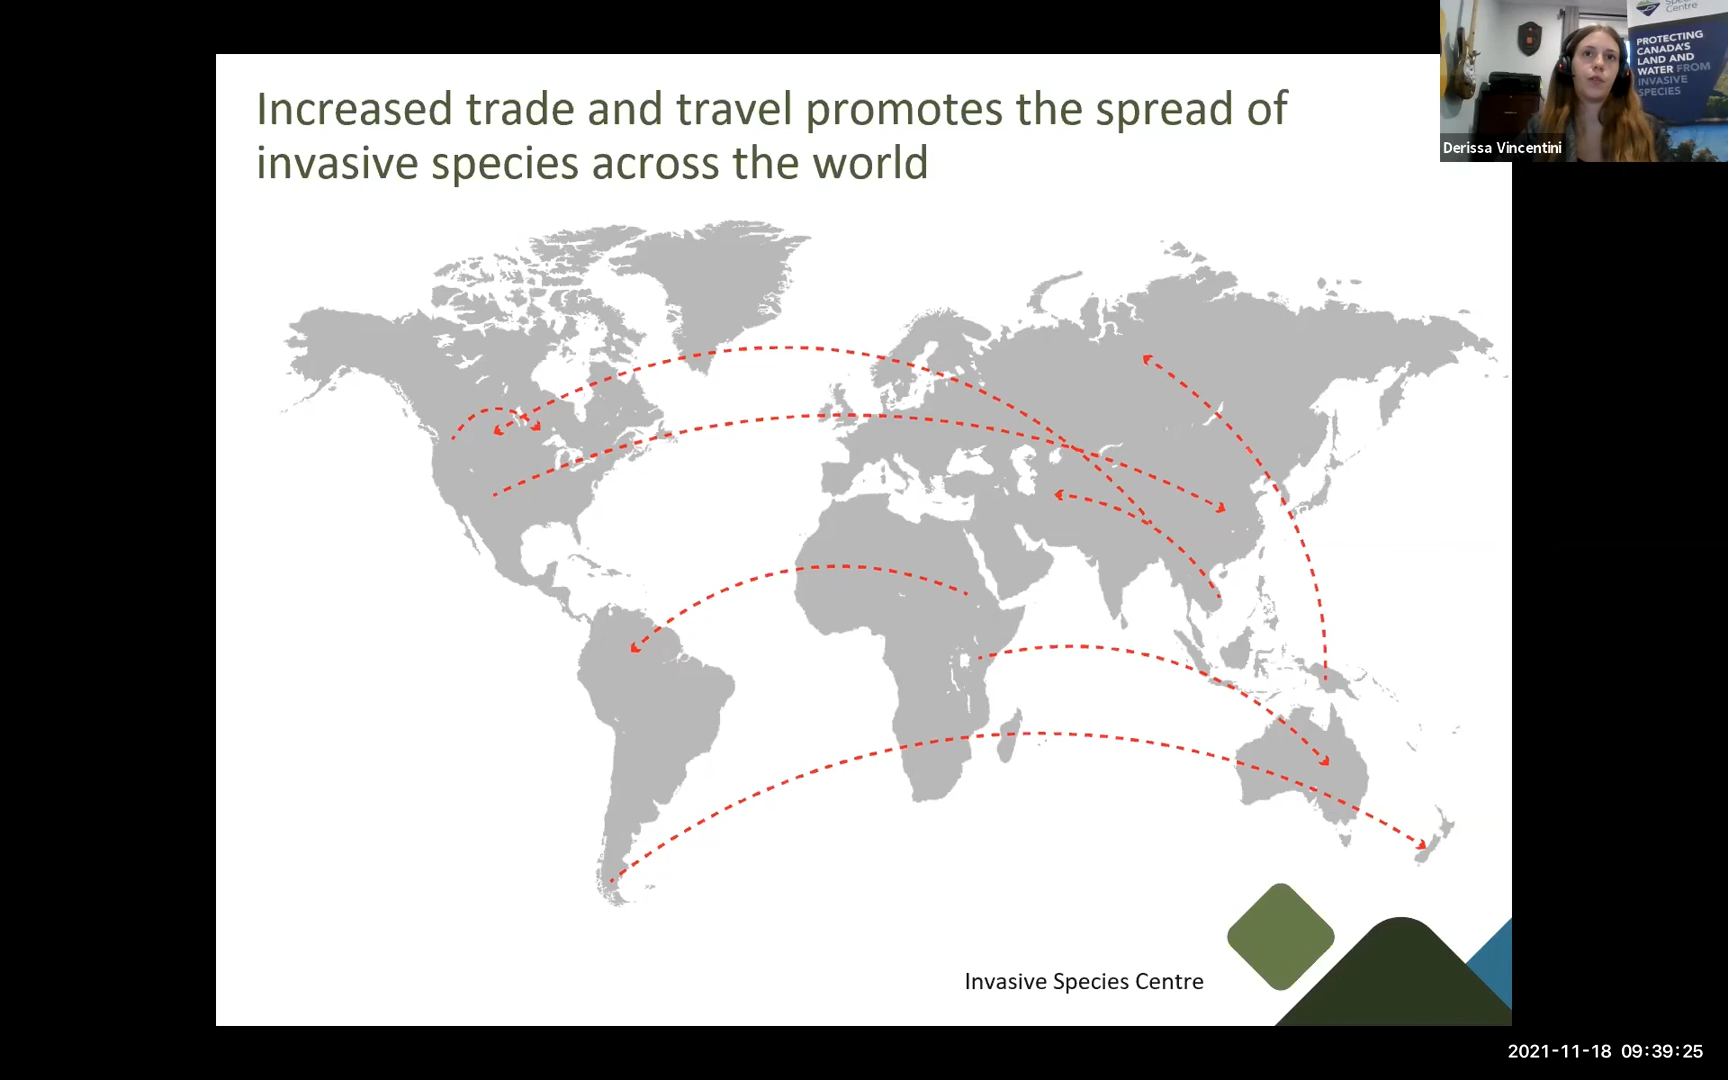 Increased trade and travel promotes the spread of
invasive species across the world
Centre
PROTECTING
CANADA'S
LAND AND
WATER FROM
INVASIVE
SPECIES
Derissa Vincentini
Invasive Species Centre
2021-11-18 09:39:25